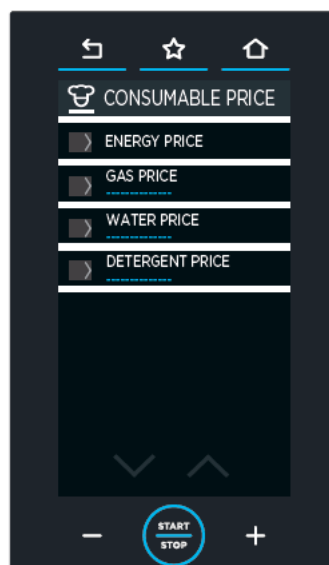 CONSUMABLE PRICE
ENERGY PRICE
GAS PRICE
------------
WATER PRICE
------------
DETERGENT PRICE
------------
START
STOP